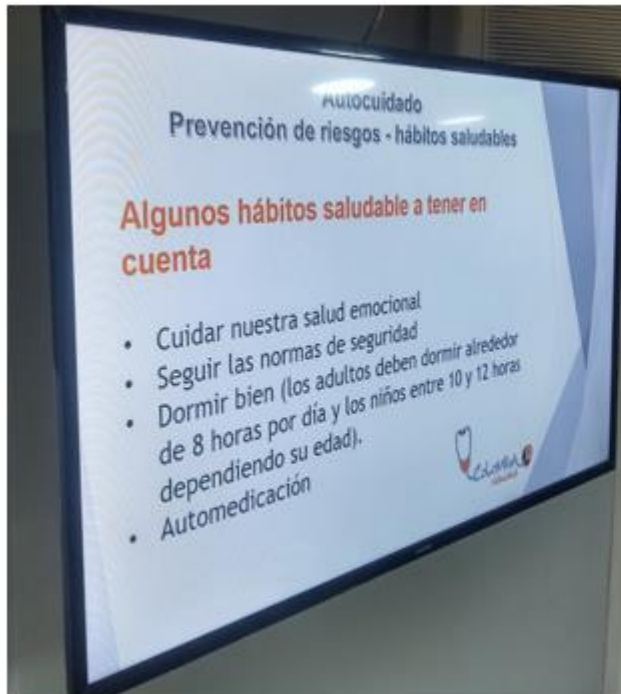 Autocuidado
Prevención de riesgos - hábitos saludables
Algunos hábitos saludable a tener en
cuenta
• Cuidar nuestra salud emocional
• Seguir las normas de seguridad
• Dormir bien (los adultos deben dormir alrededor
de 8 horas por día y los niños entre 10 y 12 horas
dependiendo su edad).
• Automedicación